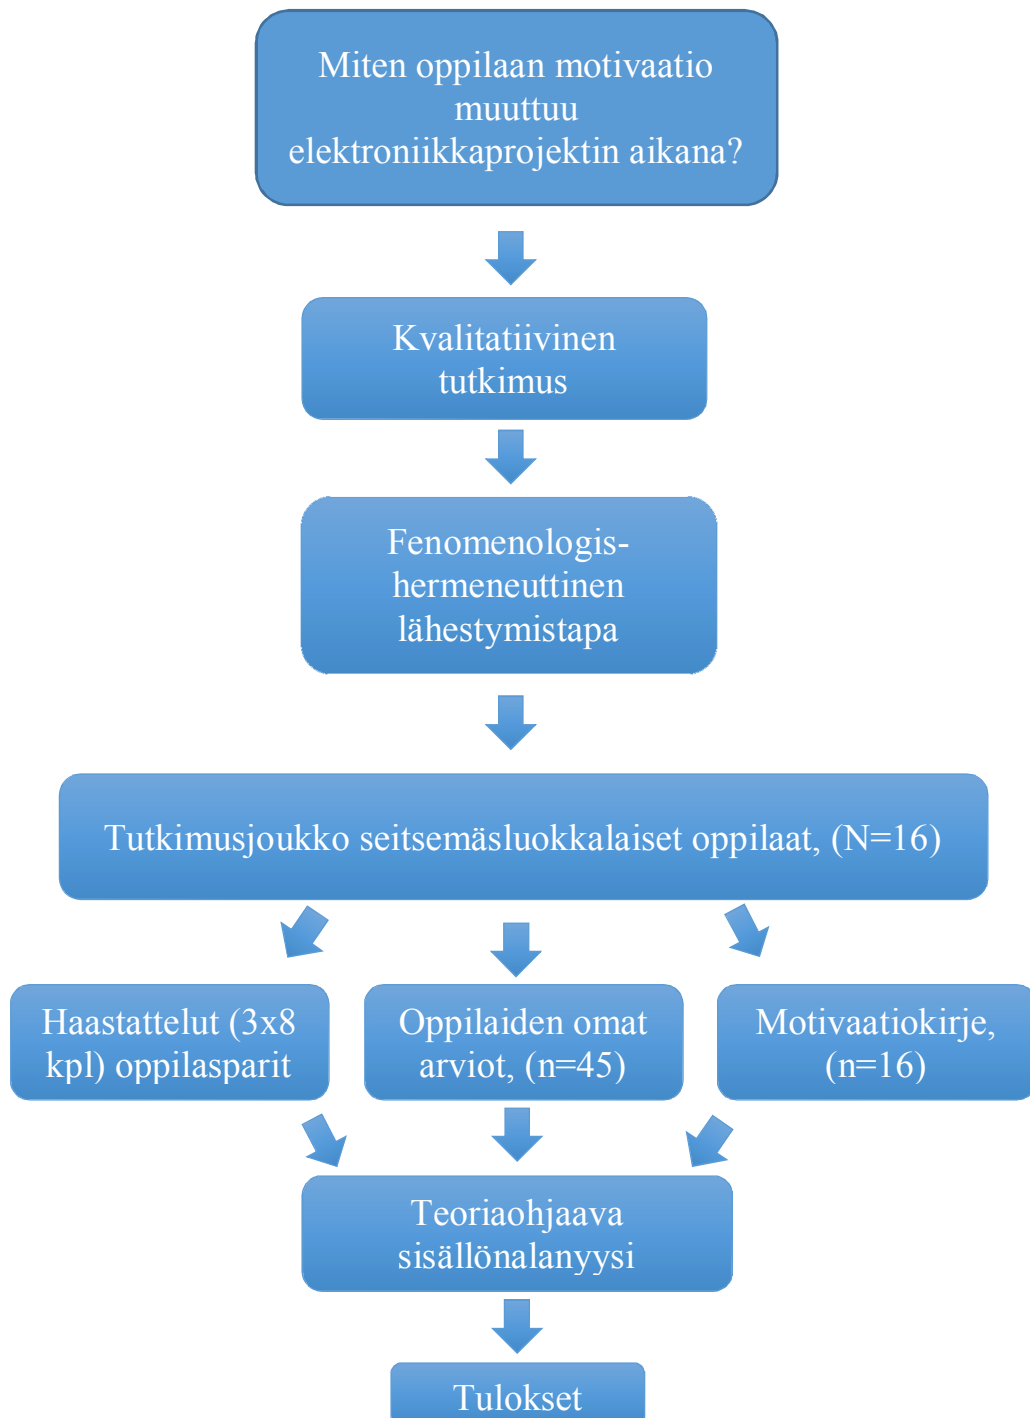 Miten oppilaan motivaatio
muuttuu
elektroniikkaprojektin aikana?
Kvalitatiivinen
tutkimus
Fenomenologis-
hermeneuttinen
lähestymistapa
Tutkimusjoukko seitsemäsluokkalaiset oppilaat, (N=16)
Haastattelut (3x8
kpl) oppilasparit
Oppilaiden omat
arviot, (n=45)
Motivaatiokirje,
(n=16)
Teoriaohjaava
sisällönalanyysi
Tulokset